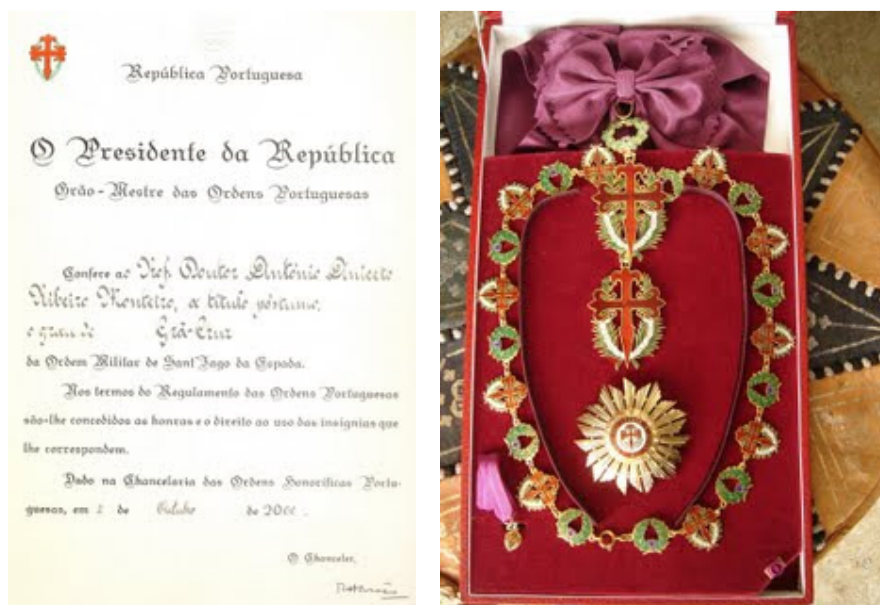 República Portuguesa
O Presidente da República
Grão-Mestre das Ordens Portuguesas
Confere ao Prof. Doutor António Aniceto
Ribeiro Monteiro, a título póstumo,
o grau de Grã-Cruz
da Ordem Militar de Sant'Iago da Espada.
Nos termos do Regulamento das Ordens Portuguesas
são-lhe concedidos as honras e o direito ao uso das insígnias que
lhe correspondem.
Dado na Chancelaria das Ordens Honoríficas Portu-
guesas, em 2 de Outubro de 2000.
O Chanceler,